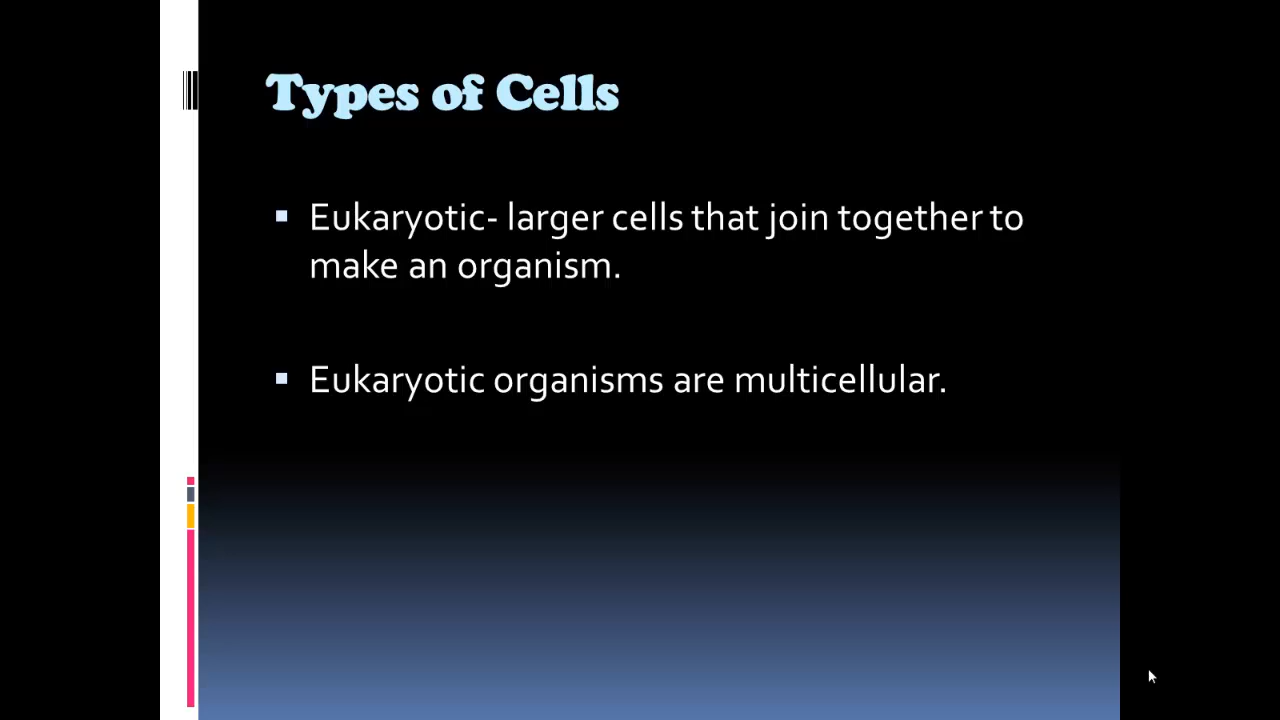 Types of Cells
Eukaryotic- larger cells that join together to
make an organism.
Eukaryotic organisms are multicellular.